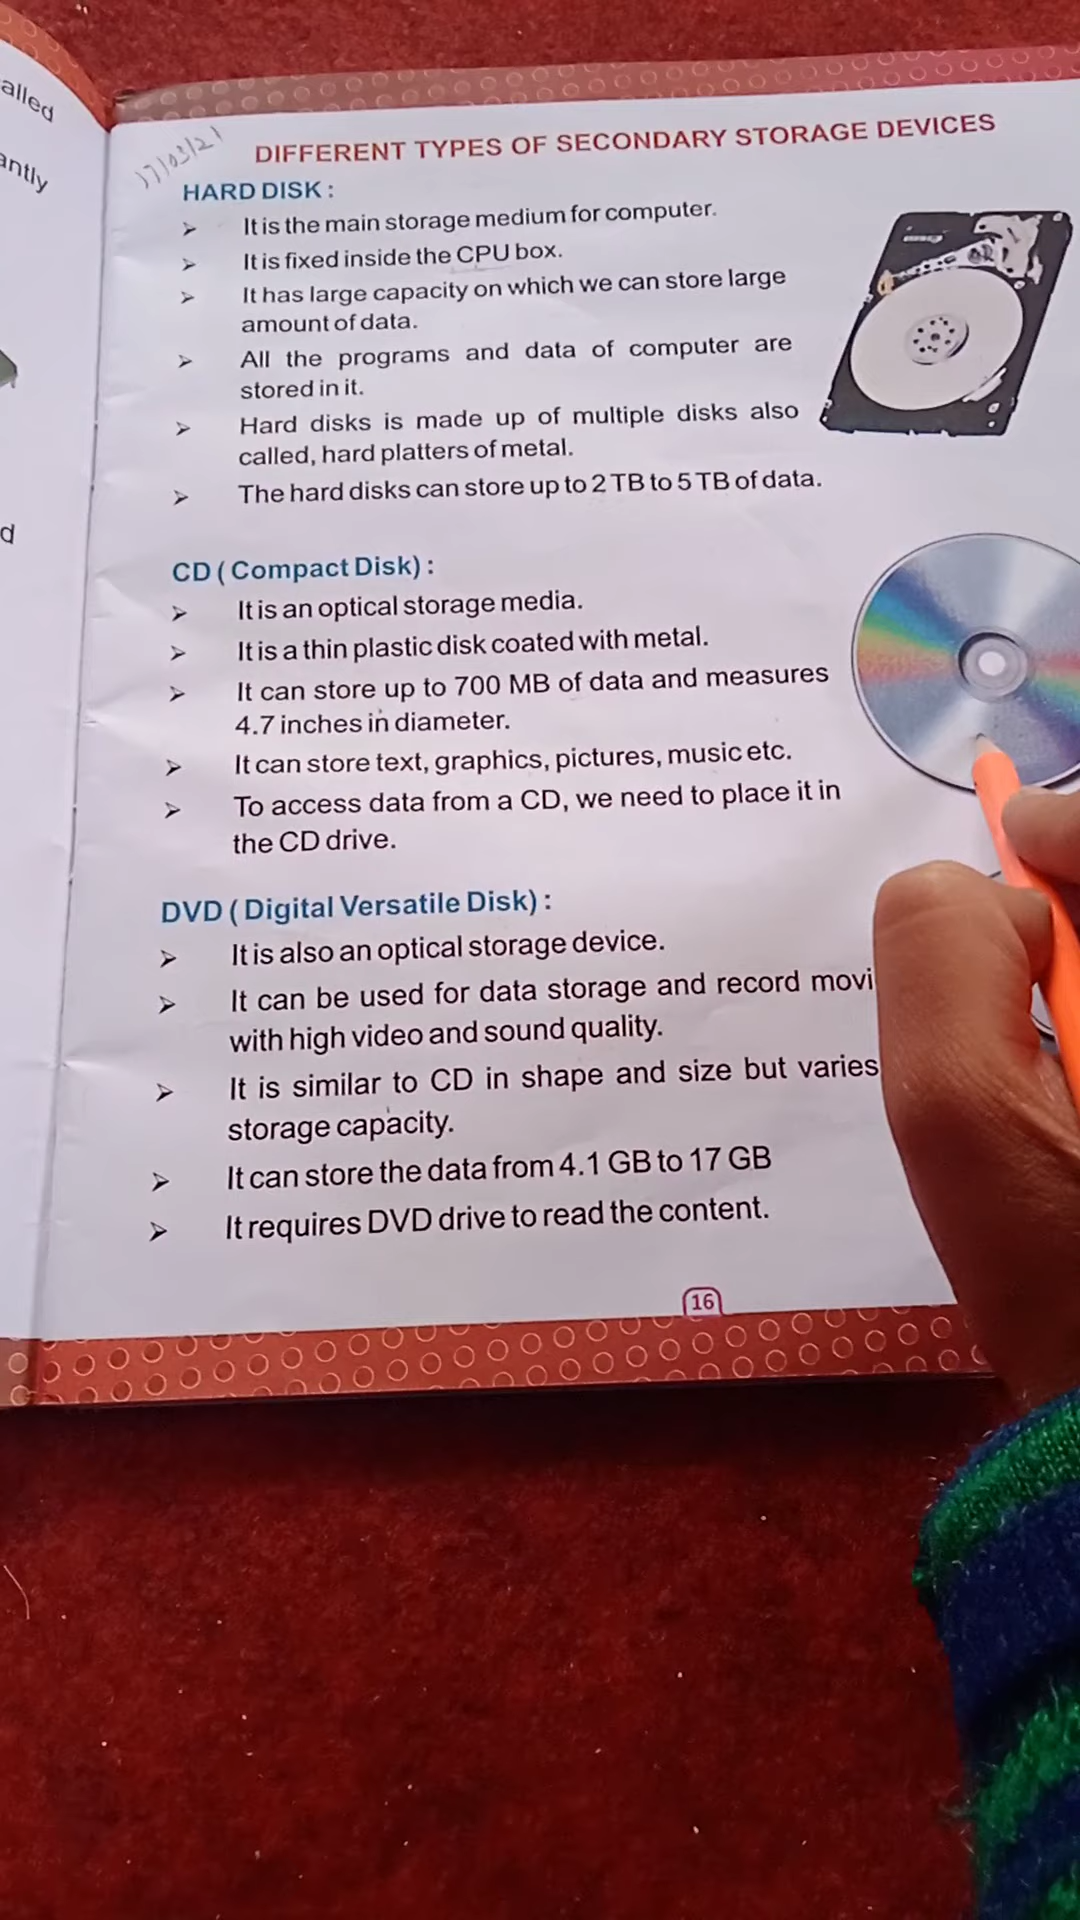 alled
antly
d
17/03/21
DIFFERENT TYPES OF SECONDARY STORAGE DEVICES
HARD DISK :
➢ It is the main storage medium for computer.
➢ It is fixed inside the CPU box.
➢ It has large capacity on which we can store large
amount of data.
➢ All the programs and data of computer are
stored in it.
➢ Hard disks is made up of multiple disks also
called, hard platters of metal.
➢ The hard disks can store up to 2 TB to 5 TB of data.
CD ( Compact Disk) :
➢ It is an optical storage media.
➢ It is a thin plastic disk coated with metal.
➢ It can store up to 700 MB of data and measures
4.7 inches in diameter.
➢ It can store text, graphics, pictures, music etc.
➢ To access data from a CD, we need to place it in
the CD drive.
DVD ( Digital Versatile Disk) :
➢ It is also an optical storage device.
➢ It can be used for data storage and record movi
with high video and sound quality.
➢ It is similar to CD in shape and size but varies
storage capacity.
➢ It can store the data from 4.1 GB to 17 GB
➢ It requires DVD drive to read the content.
16